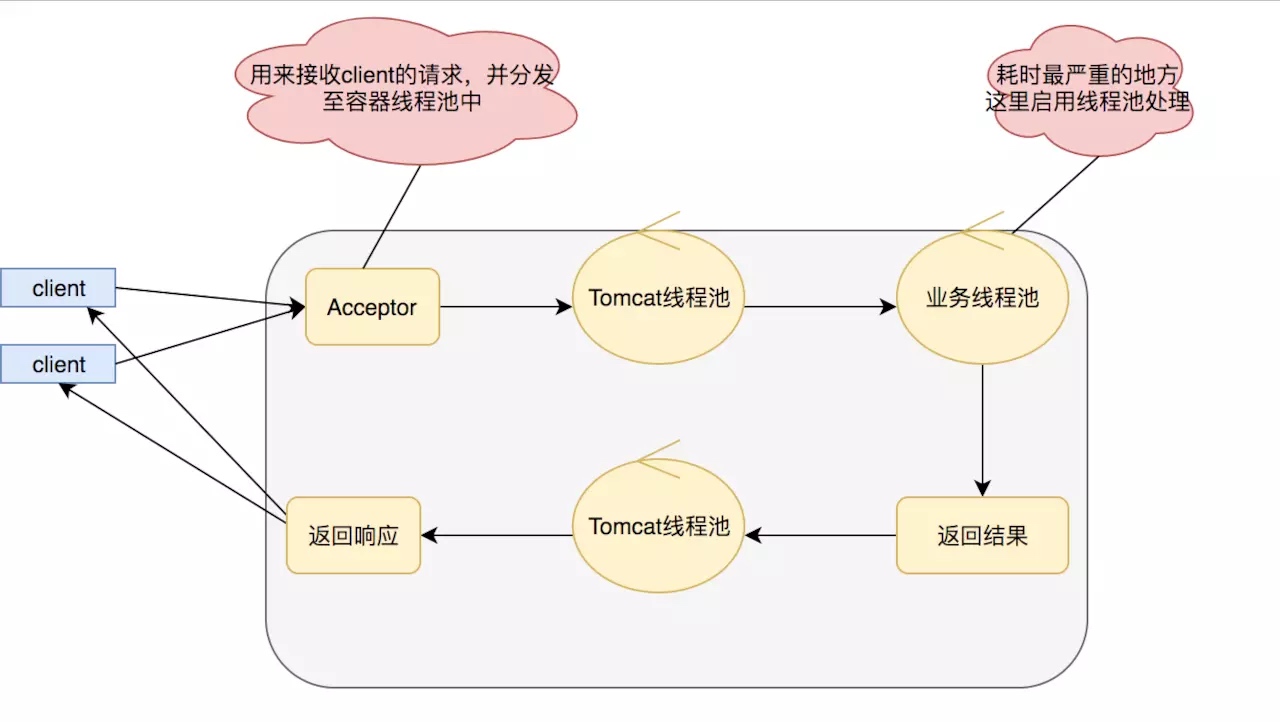 用来接收client的请求，并分发
至容器线程池中
耗时最严重的地方
这里启用线程池处理
client
client
Acceptor
Tomcat线程池
业务线程池
返回响应
Tomcat线程池
返回结果